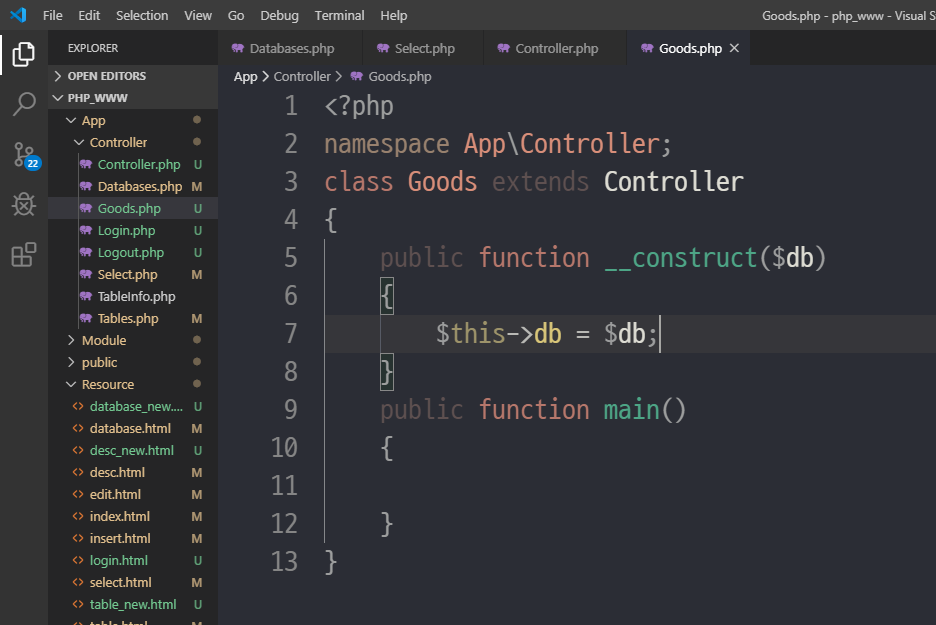 File Edit Selection View Go Debug Terminal Help Goods.php - php_www - Visual S
EXPLORER
OPEN EDITORS
PHP_WWW
App
Controller
Controller.php U
Databases.php M
Goods.php U
Login.php U
Logout.php U
Select.php M
TableInfo.php
Tables.php M
Module
public
Resource
database_new.... U
database.html M
desc_new.html U
desc.html M
edit.html M
index.html M
insert.html M
login.html U
select.html M
table_new.html U
table.html M
22
Databases.php Select.php Controller.php Goods.php
App > Controller > Goods.php
1 <?php
2 namespace App\Controller;
3 class Goods extends Controller
4 {
5 public function __construct($db)
6 {
7 $this->db = $db;
8 }
9 public function main()
10 {
11
12 }
13 }